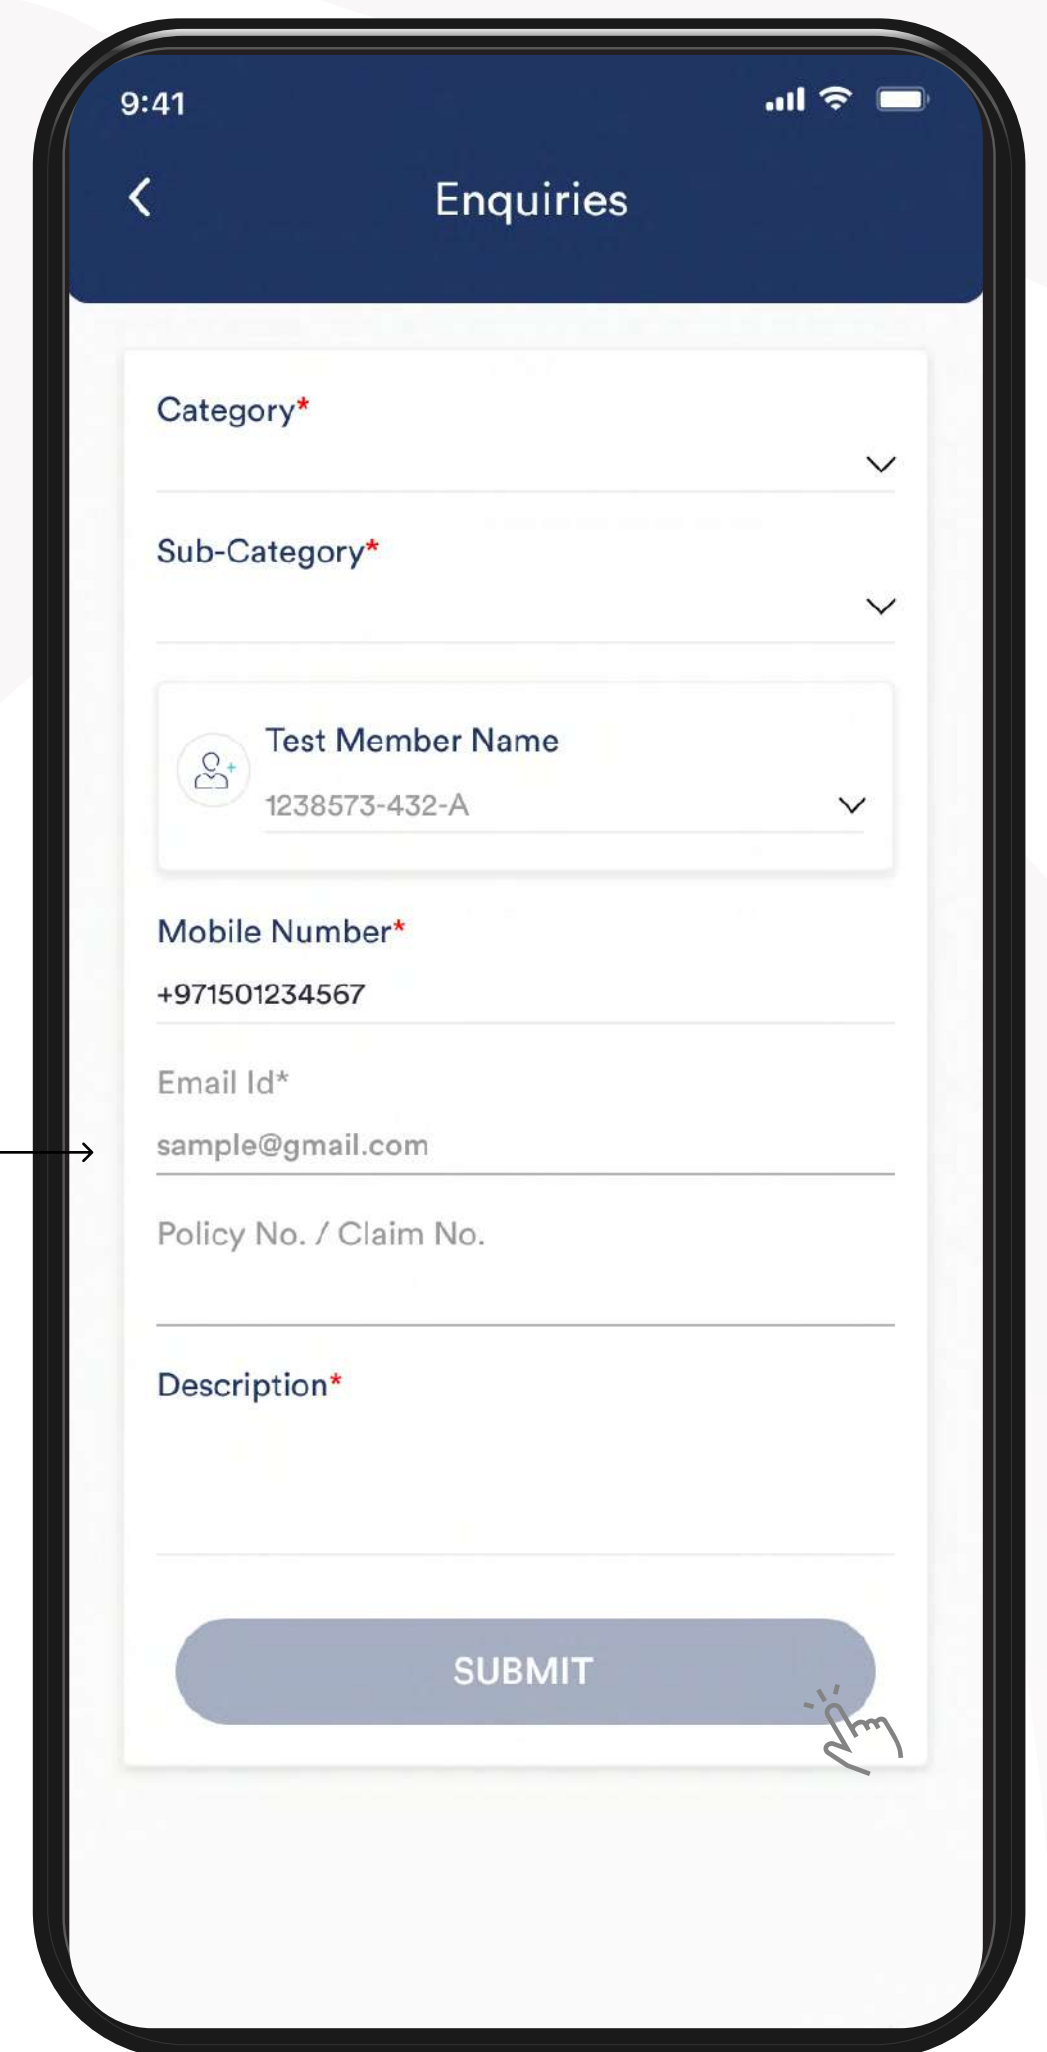 9:41
Enquiries
Category*
Sub-Category*
Test Member Name
1238573-432-A
Mobile Number*
+971501234567
Email Id*
sample@gmail.com
Policy No. / Claim No.
Description*
SUBMIT